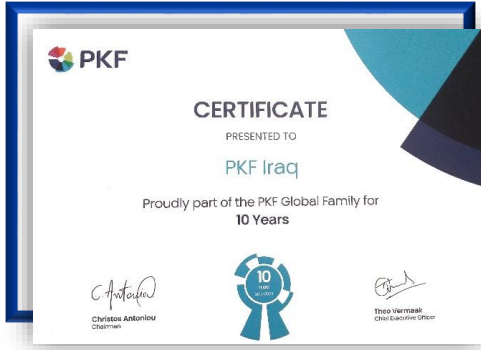 PKF
CERTIFICATE
PRESENTED TO
PKF Iraq
Proudly part of the PKF Global Family for
10 Years
10
YEARS
Christos Antoniou
Chairman
Theo Vermaak
Chief Executive Officer